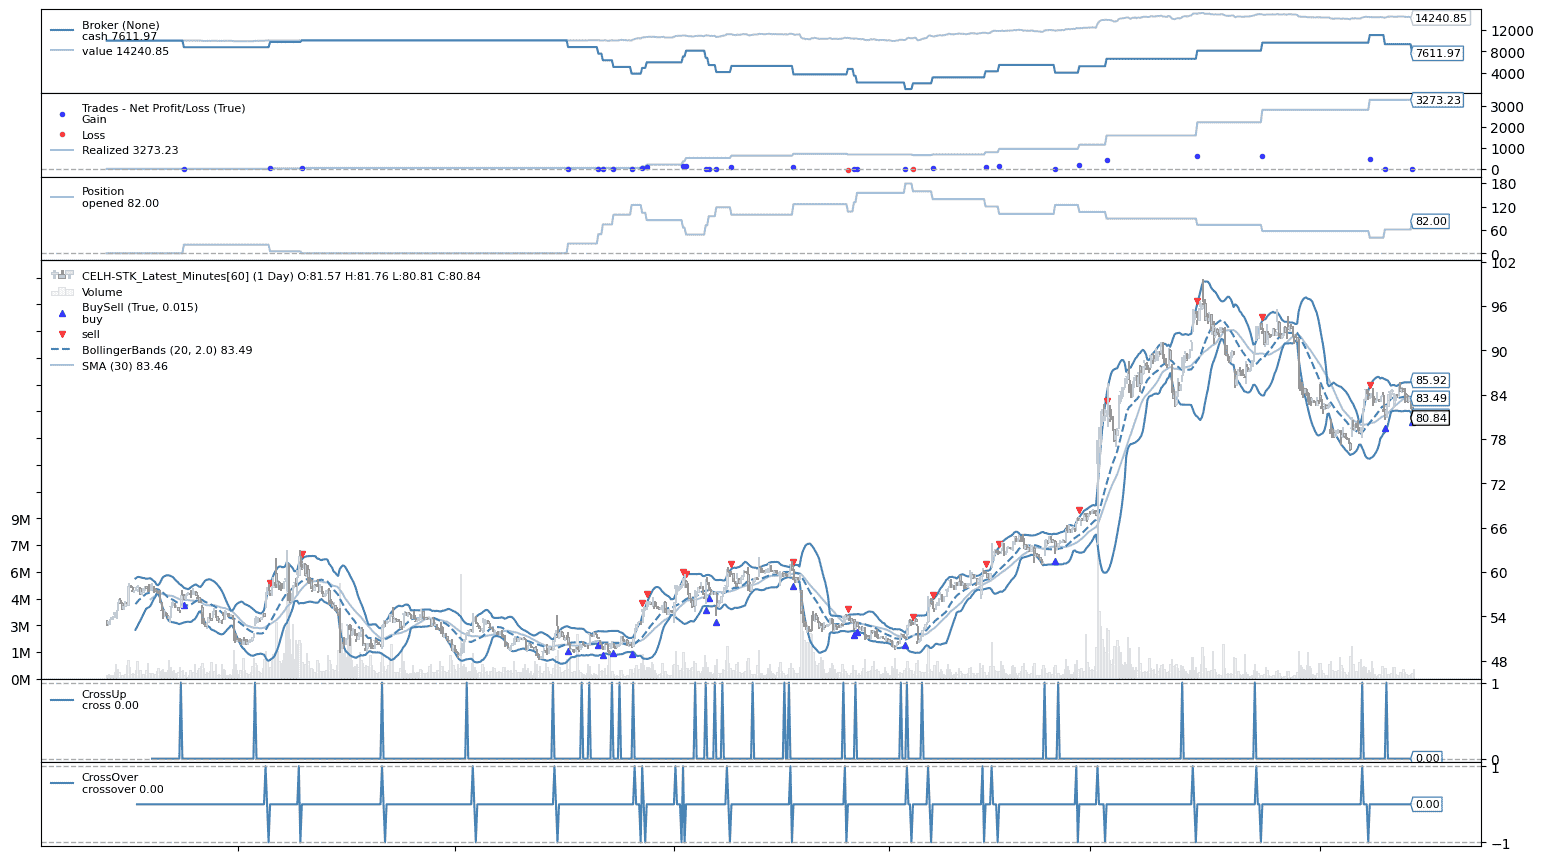 Broker (None)
cash 7611.97
value 14240.85
14240.85
12000
8000
7611.97
4000
Trades - Net Profit/Loss (True)
Gain
Loss
Realized 3273.23
3273.23
3000
2000
1000
0
Position
opened 82.00
180
120
82.00
60
0
CELH-STK_Latest_Minutes[60] (1 Day) O:81.57 H:81.76 L:80.81 C:80.84
Volume
BuySell (True, 0.015)
buy
sell
BollingerBands (20, 2.0) 83.49
SMA (30) 83.46
102
96
90
85.92
84
83.49
80.84
78
72
66
60
54
48
9M
7M
6M
4M
3M
1M
0M
CrossUp
cross 0.00
1
0.00
0
CrossOver
crossover 0.00
1
0.00
−1